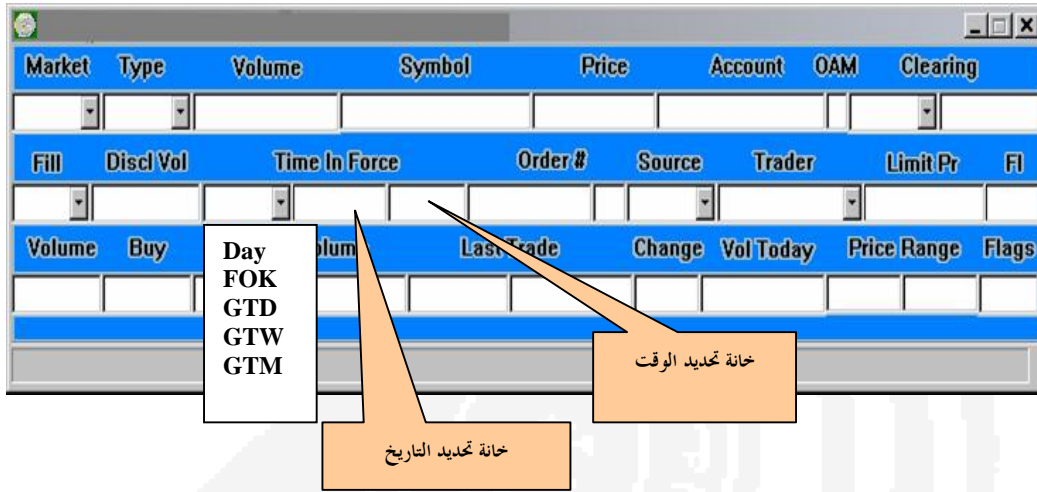 Market Type Volume Symbol Price Account OAM Clearing
Fill Discl Vol Time In Force Order # Source Trader Limit Pr Fl
Volume Buy Last Trade Change Vol Today Price Range Flags
Day
FOK
GTD
GTW
GTM
خانة تحديد الوقت
خانة تحديد التاريخ